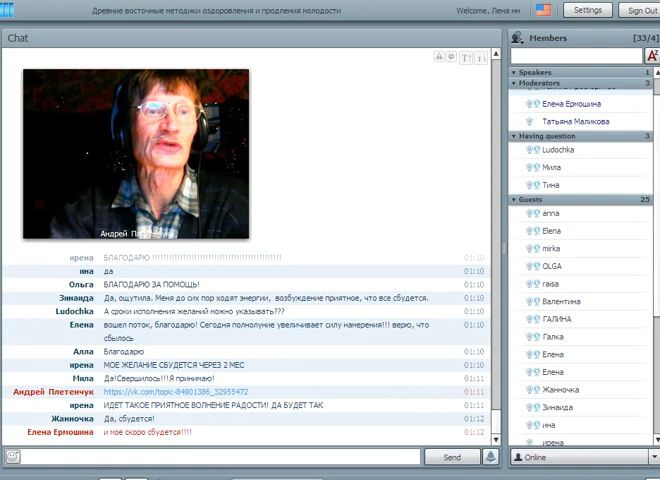 Древние восточные методики оздоровления и продления молодости
Welcome, Лена нн
Settings
Sign Out
Chat
Андрей Плетенчук
ирена БЛАГОДАРЮ !!!!!!!!!!!!!!!!!!!!!!!!!!!!!!!!!!!!!!!!!!!!! 01:10
ина да 01:10
Ольга БЛАГОДАРЮ ЗА ПОМОЩЬ! 01:10
Зинаида Да, ощутила. Меня до сих пор ходят энергии, возбуждение приятное, что все сбудется. 01:10
Ludochka А сроки исполнения желаний можно указывать??? 01:10
Елена вошел поток, благодарю! Сегодня полнолуние увеличивает силу намерения!!! верю, что 01:10
сбылось
Алла Благодарю 01:10
ирена МОЕ ЖЕЛАНИЕ СБУДЕТСЯ ЧЕРЕЗ 2 МЕС 01:10
Мила Да!Свершилось!!!Я принимаю! 01:11
Андрей Плетенчук https://vk.com/topic-84901386_32955472 01:11
ирена ИДЕТ ТАКОЕ ПРИЯТНОЕ ВОЛНЕНИЕ РАДОСТИ! ДА БУДЕТ ТАК 01:11
Жанночка Да, сбудется! 01:12
Елена Ермошина и мое скоро сбудется!!!! 01:12
Send
Members [33/4]
Speakers 1
Moderators 3
Елена Ермошина
Татьяна Маликова
Having question 3
Ludochka
Мила
Тина
Guests 25
anna
Elena
mirka
OLGA
raisa
Валентина
ГАЛИНА
Галка
Елена
Елена
Жанночка
Зинаида
ина
ирена
Online